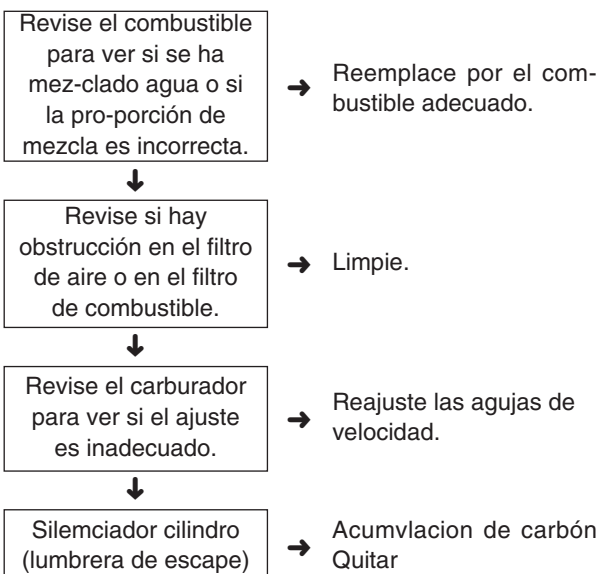 Revise el combustible
para ver si se ha
mez-clado agua o si
la pro-porción de
mezcla es incorrecta.
Reemplace por el com-
bustible adecuado.
Revise si hay
obstrucción en el filtro
de aire o en el filtro
de combustible.
Limpie.
Revise el carburador
para ver si el ajuste
es inadecuado.
Reajuste las agujas de
velocidad.
Silemciador cilindro
(lumbrera de escape)
Acumvlacion de carbón
Quitar